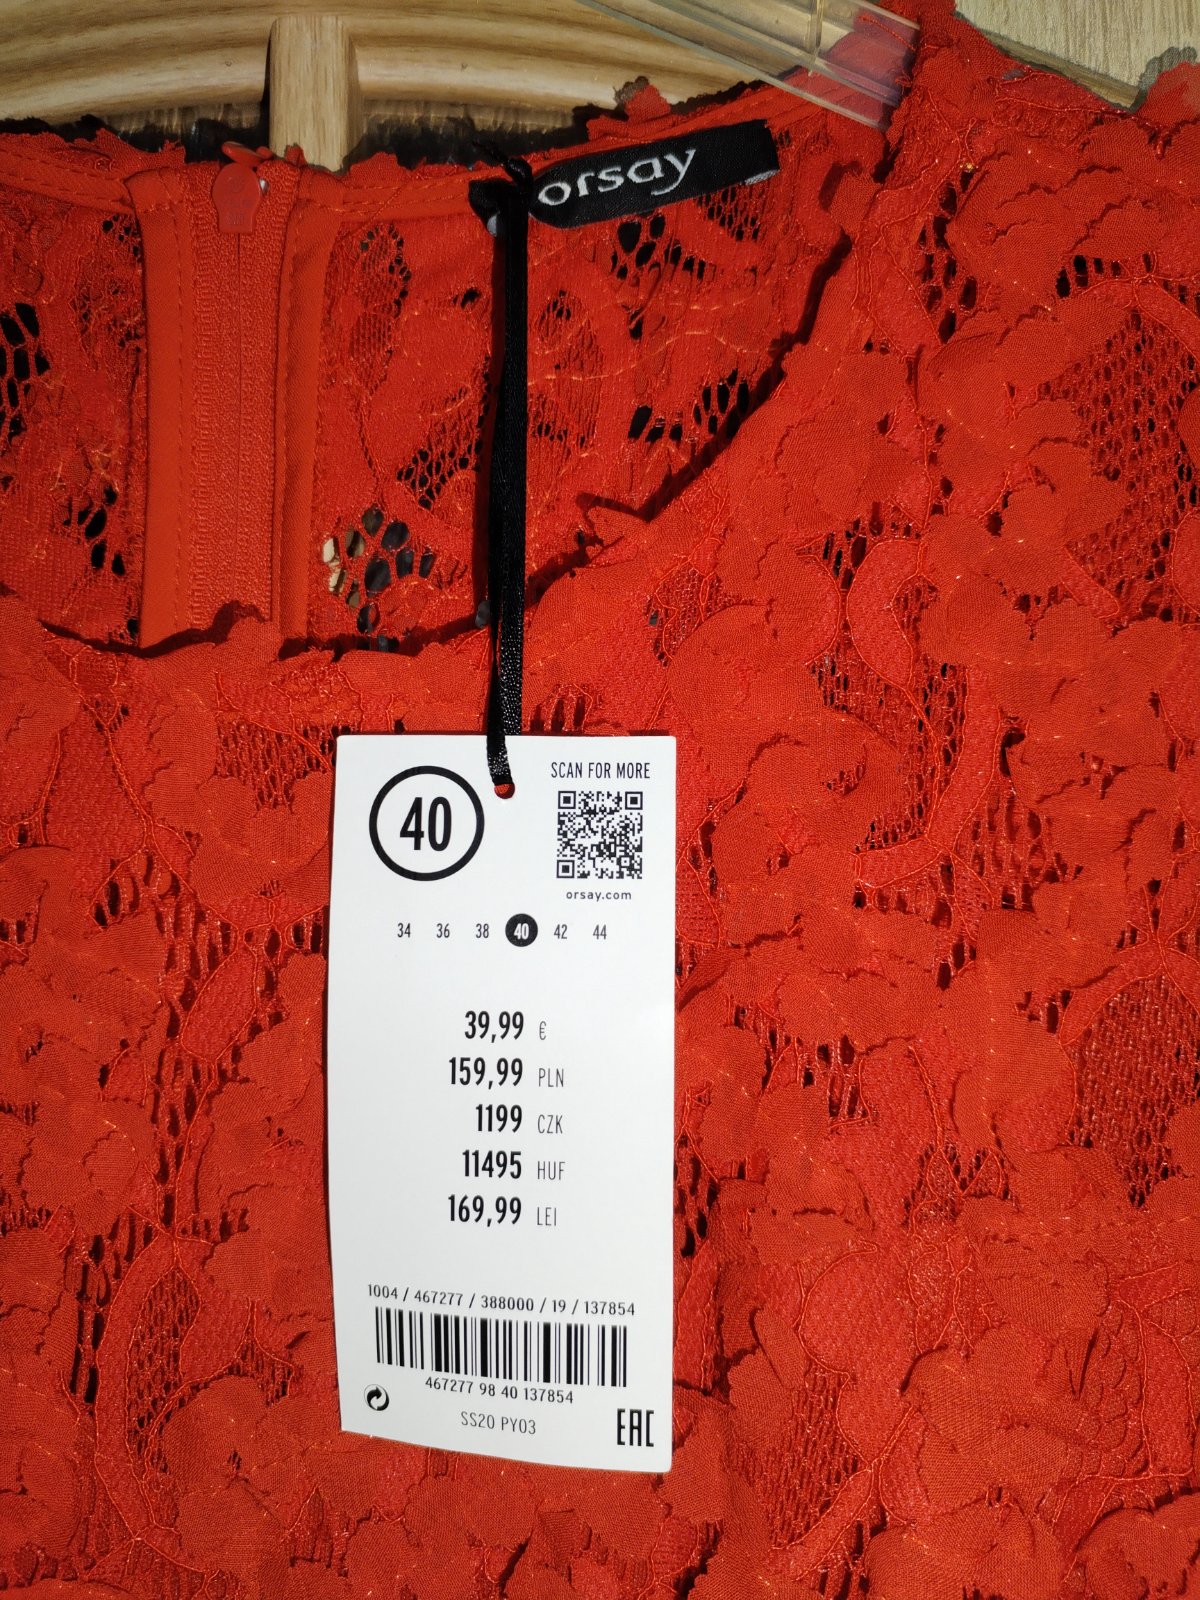 orsay
40
SCAN FOR MORE
orsay.com
34 36 38 40 42 44
39,99 €
159,99 PLN
1199 CZK
11495 HUF
169,99 LEI
1004 / 467277 / 388000 / 19 / 137854
467277 98 40 137854
SS20 PY03
EAC